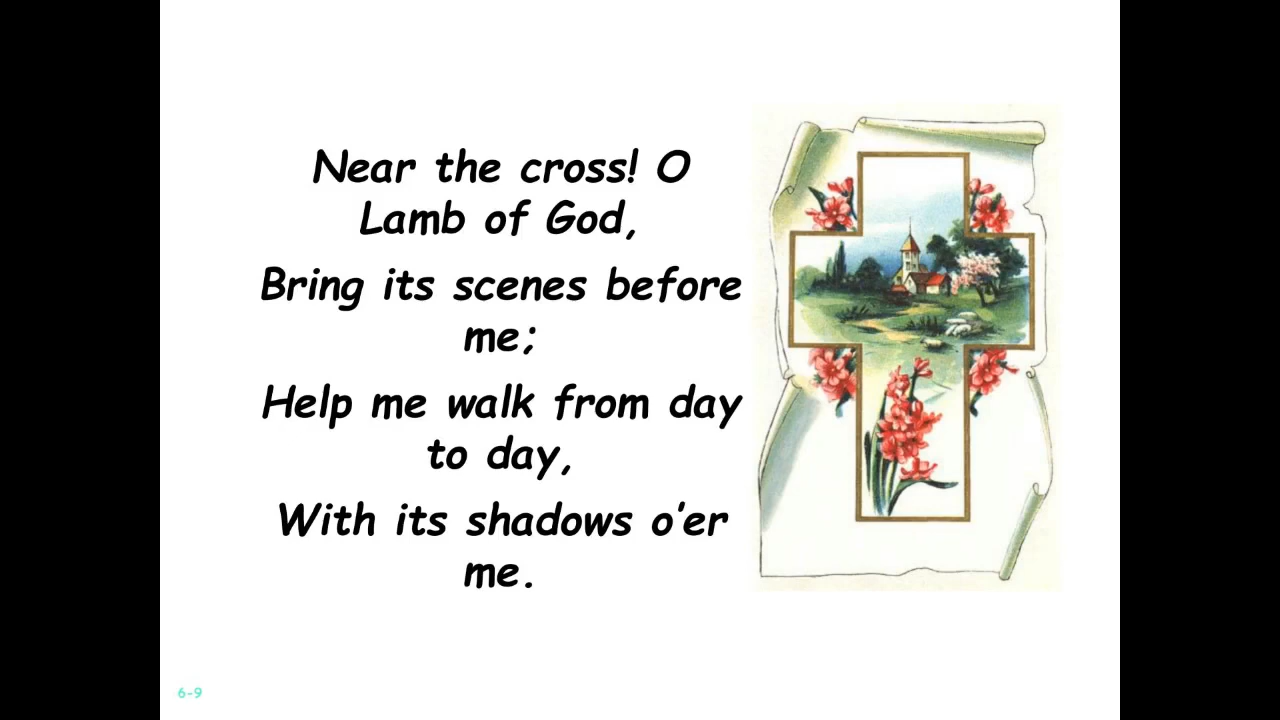 Near the cross! O
Lamb of God,
Bring its scenes before
me;
Help me walk from day
to day,
With its shadows o’er
me.
6-9